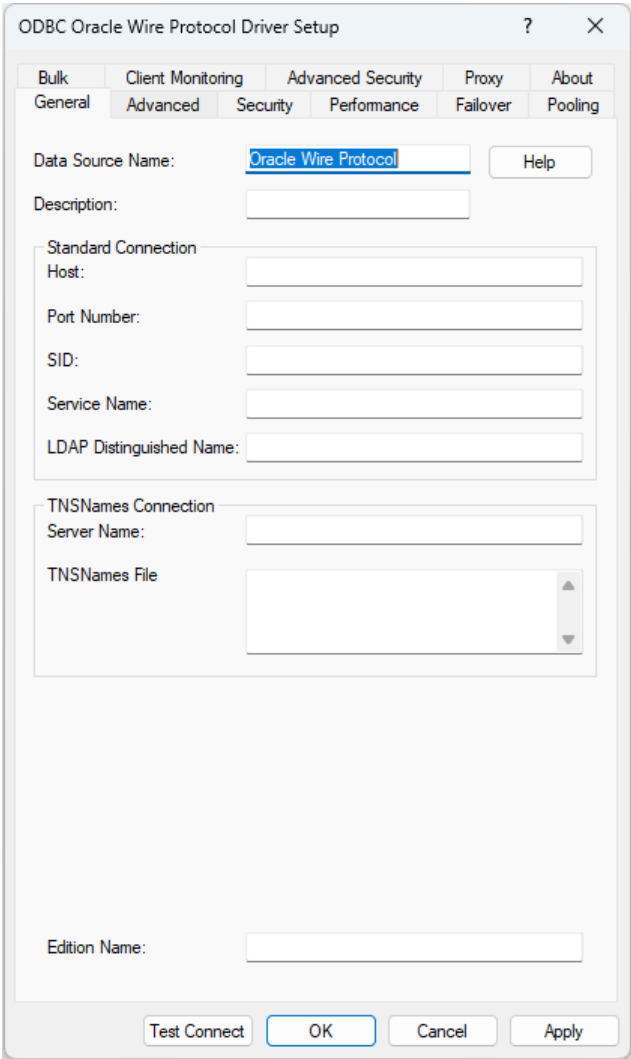 ODBC Oracle Wire Protocol Driver Setup ?
Bulk Client Monitoring Advanced Security Proxy About
General Advanced Security Performance Failover Pooling
Data Source Name: Oracle Wire Protocol Help
Description:
Standard Connection
Host:
Port Number:
SID:
Service Name:
LDAP Distinguished Name:
TNSNames Connection
Server Name:
TNSNames File
Edition Name:
Test Connect OK Cancel Apply